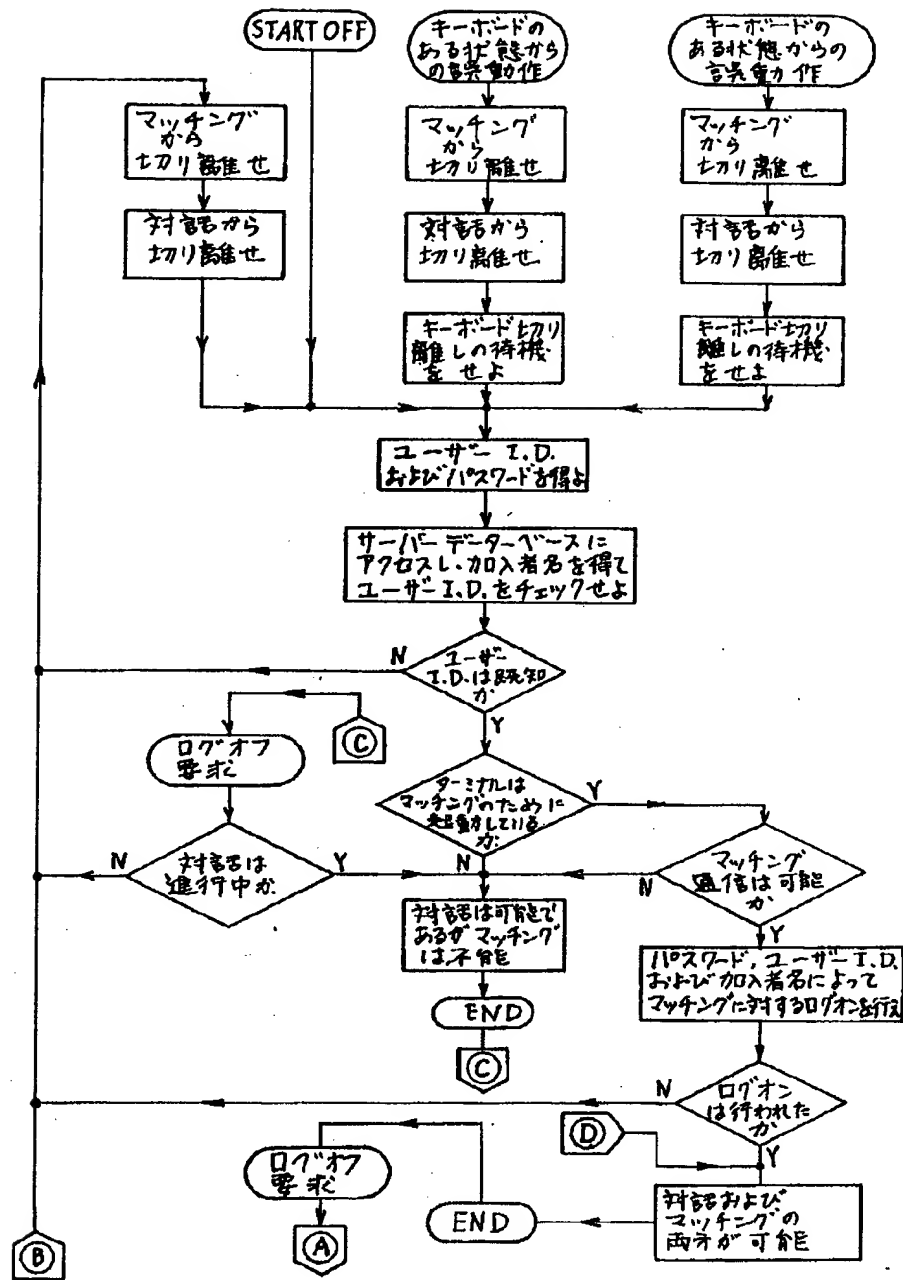 START OFF
キーボードの
ある状態から
の誤動作
キーボードの
ある状態からの
誤動作
マッチング
から
切り離せ
マッチング
から
切り離せ
マッチング
から
切り離せ
対話から
切り離せ
対話から
切り離せ
対話から
切り離せ
キーボード切り
離しの待機
をせよ
キーボード切り
離しの待機
をせよ
ユーザー I.D.
およびパスワードを得よ
サーバーデーターベースに
アクセスし、加入者名を得て
ユーザーI.D.をチェックせよ
N
ユーザー
I.D.は既知
か
Y
C
ログオフ
要求
ターミナルは
マッチングのために
起動している
か
Y
N
N
対話は
進行中か
Y
N
マッチング
通信は可能
か
Y
対話は可能で
あるがマッチング
は不能
パスワード,ユーザーI.D.
および加入者名によって
マッチングに対するログオンを行え
END
C
N
ログオン
は行われた
か
Y
D
ログオフ
要求
END
対話および
マッチングの
両方が可能
B
A